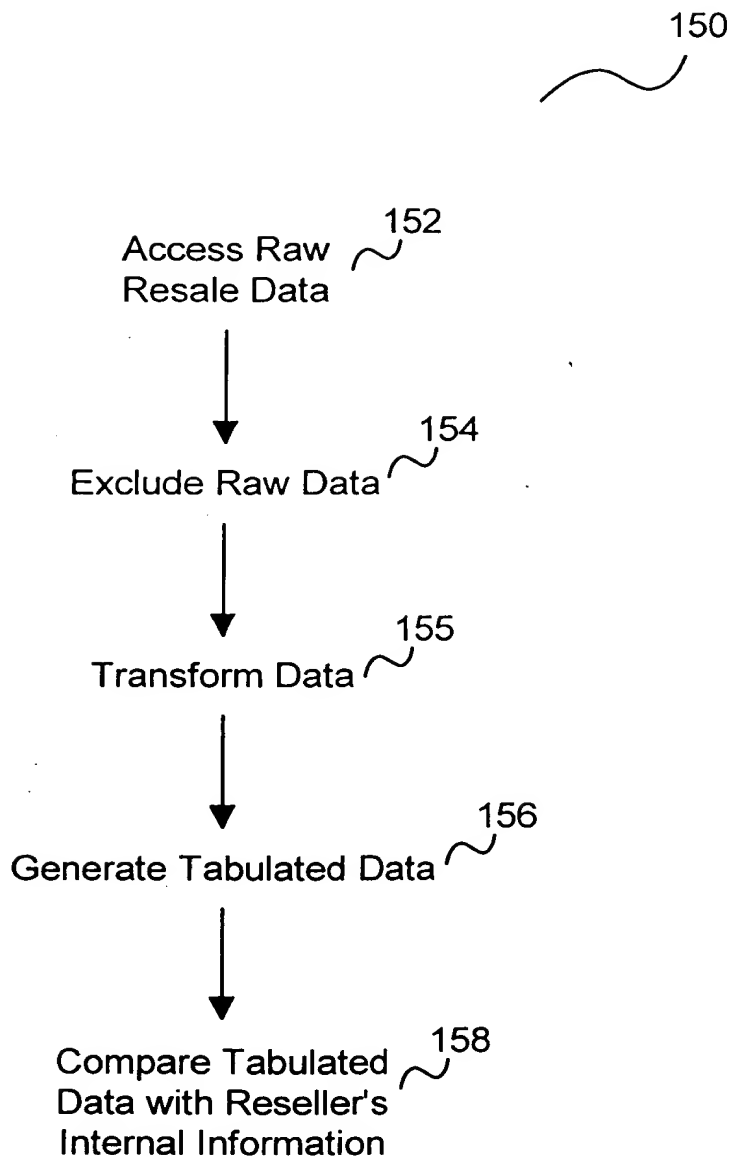 150
152
Access Raw
Resale Data
154
Exclude Raw Data
155
Transform Data
156
Generate Tabulated Data
158
Compare Tabulated
Data with Reseller's
Internal Information